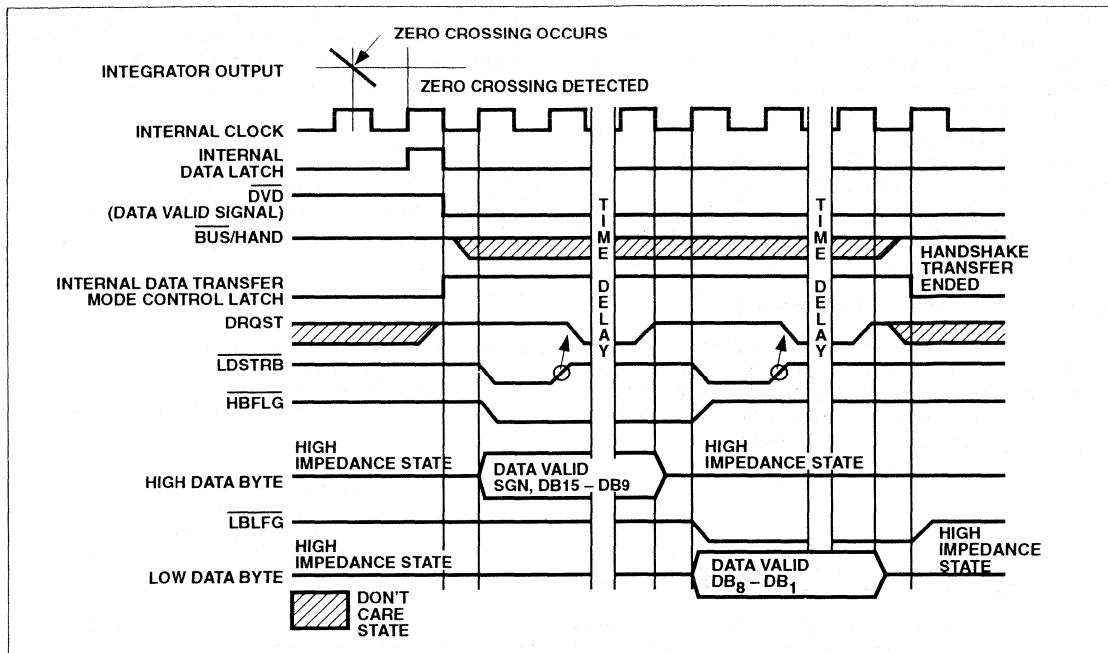 ZERO CROSSING OCCURS
INTEGRATOR OUTPUT
ZERO CROSSING DETECTED
INTERNAL CLOCK
INTERNAL
DATA LATCH
DVD
(DATA VALID SIGNAL)
BUS/HAND
TIME DELAY
TIME DELAY
HANDSHAKE
TRANSFER
ENDED
INTERNAL DATA TRANSFER
MODE CONTROL LATCH
DRQST
LDSTRB
HBFLG
HIGH
IMPEDANCE STATE
HIGH DATA BYTE
DATA VALID
SGN, DB15 – DB9
HIGH
IMPEDANCE STATE
LBLFG
HIGH
IMPEDANCE STATE
LOW DATA BYTE
DATA VALID
DB8 – DB1
HIGH
IMPEDANCE
STATE
DON'T
CARE
STATE